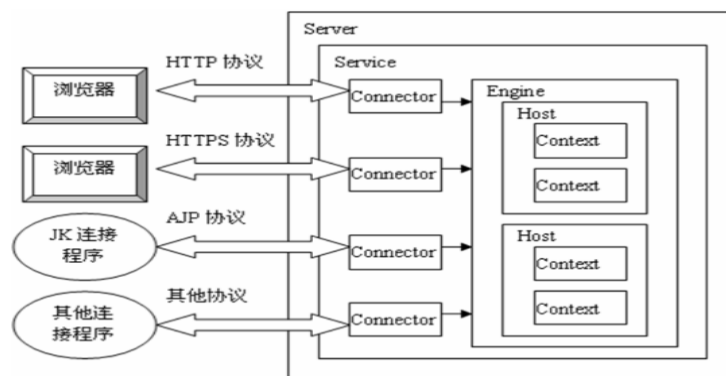 Server
Service
HTTP 协议
浏览器
Connector
Engine
Host
Context
Context
HTTPS 协议
浏览器
Connector
AJP 协议
JK 连接
程序
Connector
Host
Context
Context
其他协议
其他连
接程序
Connector